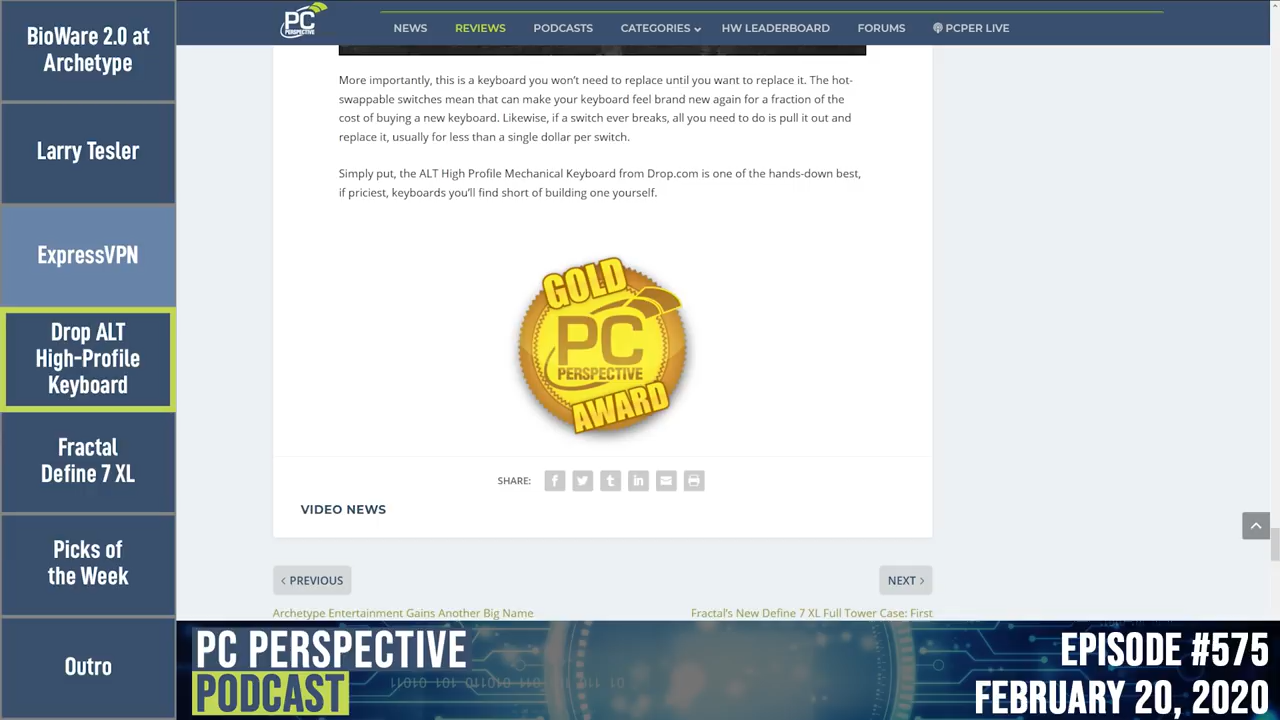 BioWare 2.0 at
Archetype
Larry Tesler
ExpressVPN
Drop ALT
High-Profile
Keyboard
Fractal
Define 7 XL
Picks of
the Week
Outro
PC
PERSPECTIVE
NEWS
REVIEWS
PODCASTS
CATEGORIES
HW LEADERBOARD
FORUMS
PCPER LIVE
More importantly, this is a keyboard you won't need to replace until you want to replace it. The hot-
swappable switches mean that can make your keyboard feel brand new again for a fraction of the
cost of buying a new keyboard. Likewise, if a switch ever breaks, all you need to do is pull it out and
replace it, usually for less than a single dollar per switch.
Simply put, the ALT High Profile Mechanical Keyboard from Drop.com is one of the hands-down best,
if priciest, keyboards you'll find short of building one yourself.
GOLD
PC
PERSPECTIVE
AWARD
SHARE:
VIDEO NEWS
PREVIOUS
NEXT
Archetype Entertainment Gains Another Big Name
Fractal's New Define 7 XL Full Tower Case: First
PC PERSPECTIVE
PODCAST
EPISODE #575
FEBRUARY 20, 2020